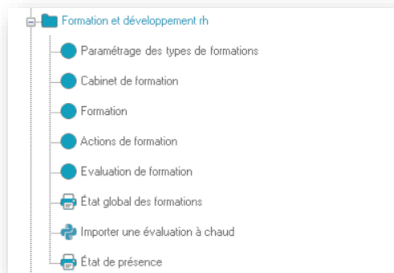 Formation et développement rh
Paramétrage des types de formations
Cabinet de formation
Formation
Actions de formation
Evaluation de formation
État global des formations
Importer une évaluation à chaud
État de présence